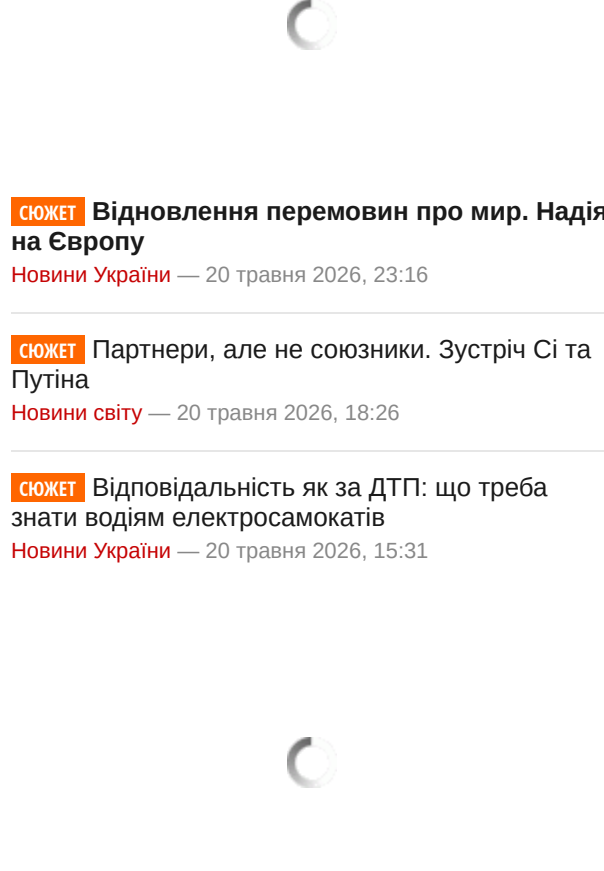 СЮЖЕТ Відновлення перемовин про мир. Надія
на Європу
Новини України — 20 травня 2026, 23:16
СЮЖЕТ Партнери, але не союзники. Зустріч Сі та
Путіна
Новини світу — 20 травня 2026, 18:26
СЮЖЕТ Відповідальність як за ДТП: що треба
знати водіям електросамокатів
Новини України — 20 травня 2026, 15:31